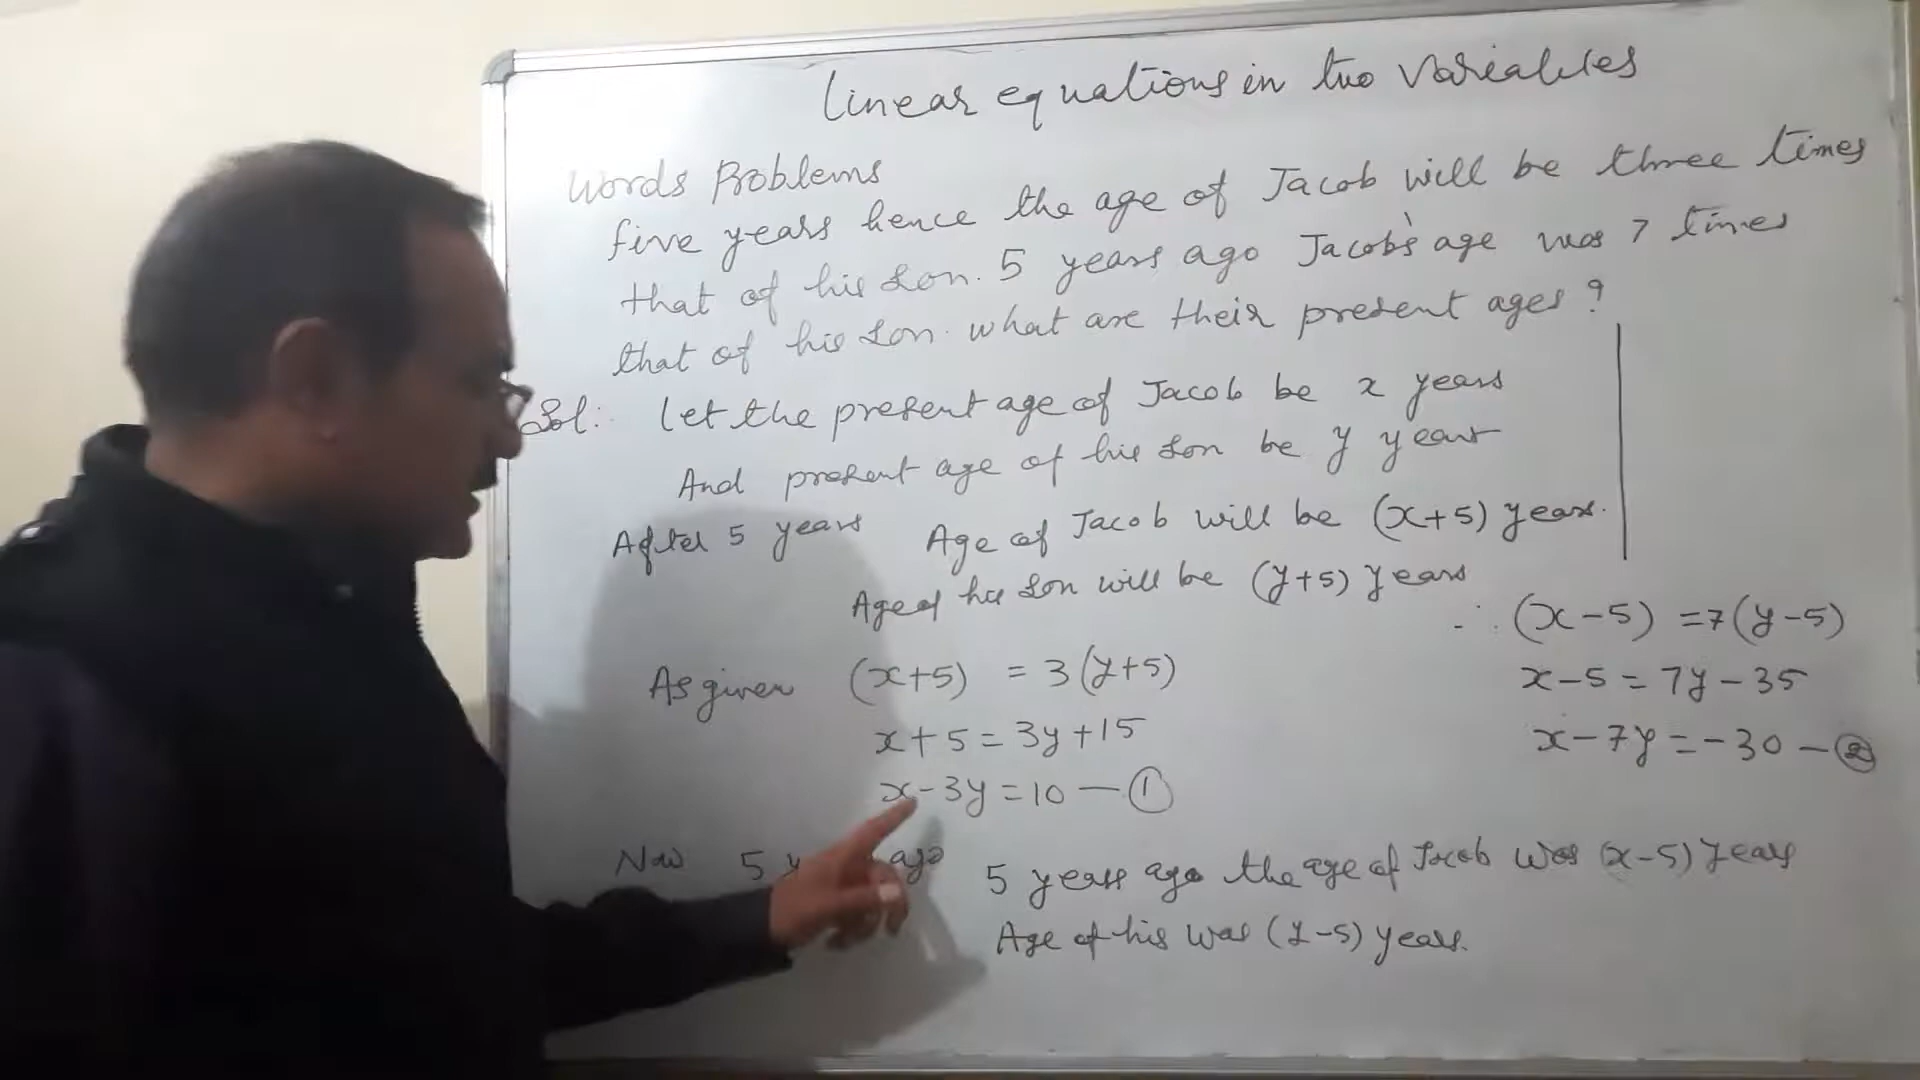 Linear equations in two variables
Words Problems
five years hence the age of Jacob will be three times
that of his son. 5 years ago Jacob's age was 7 times
that of his son. what are their present ages?
Sol: Let the present age of Jacob be x years
And present age of his son be y years
After 5 years Age of Jacob will be (x+5) years.
Age of his son will be (y+5) years
As given (x+5) = 3(y+5)
x+5 = 3y+15
x-3y = 10 — ①
Now 5 ago 5 years ago the age of Jacob was (x-5) years
Age of his was (y-5) years.
∴ (x-5) = 7(y-5)
x-5 = 7y-35
x-7y = -30 — ②